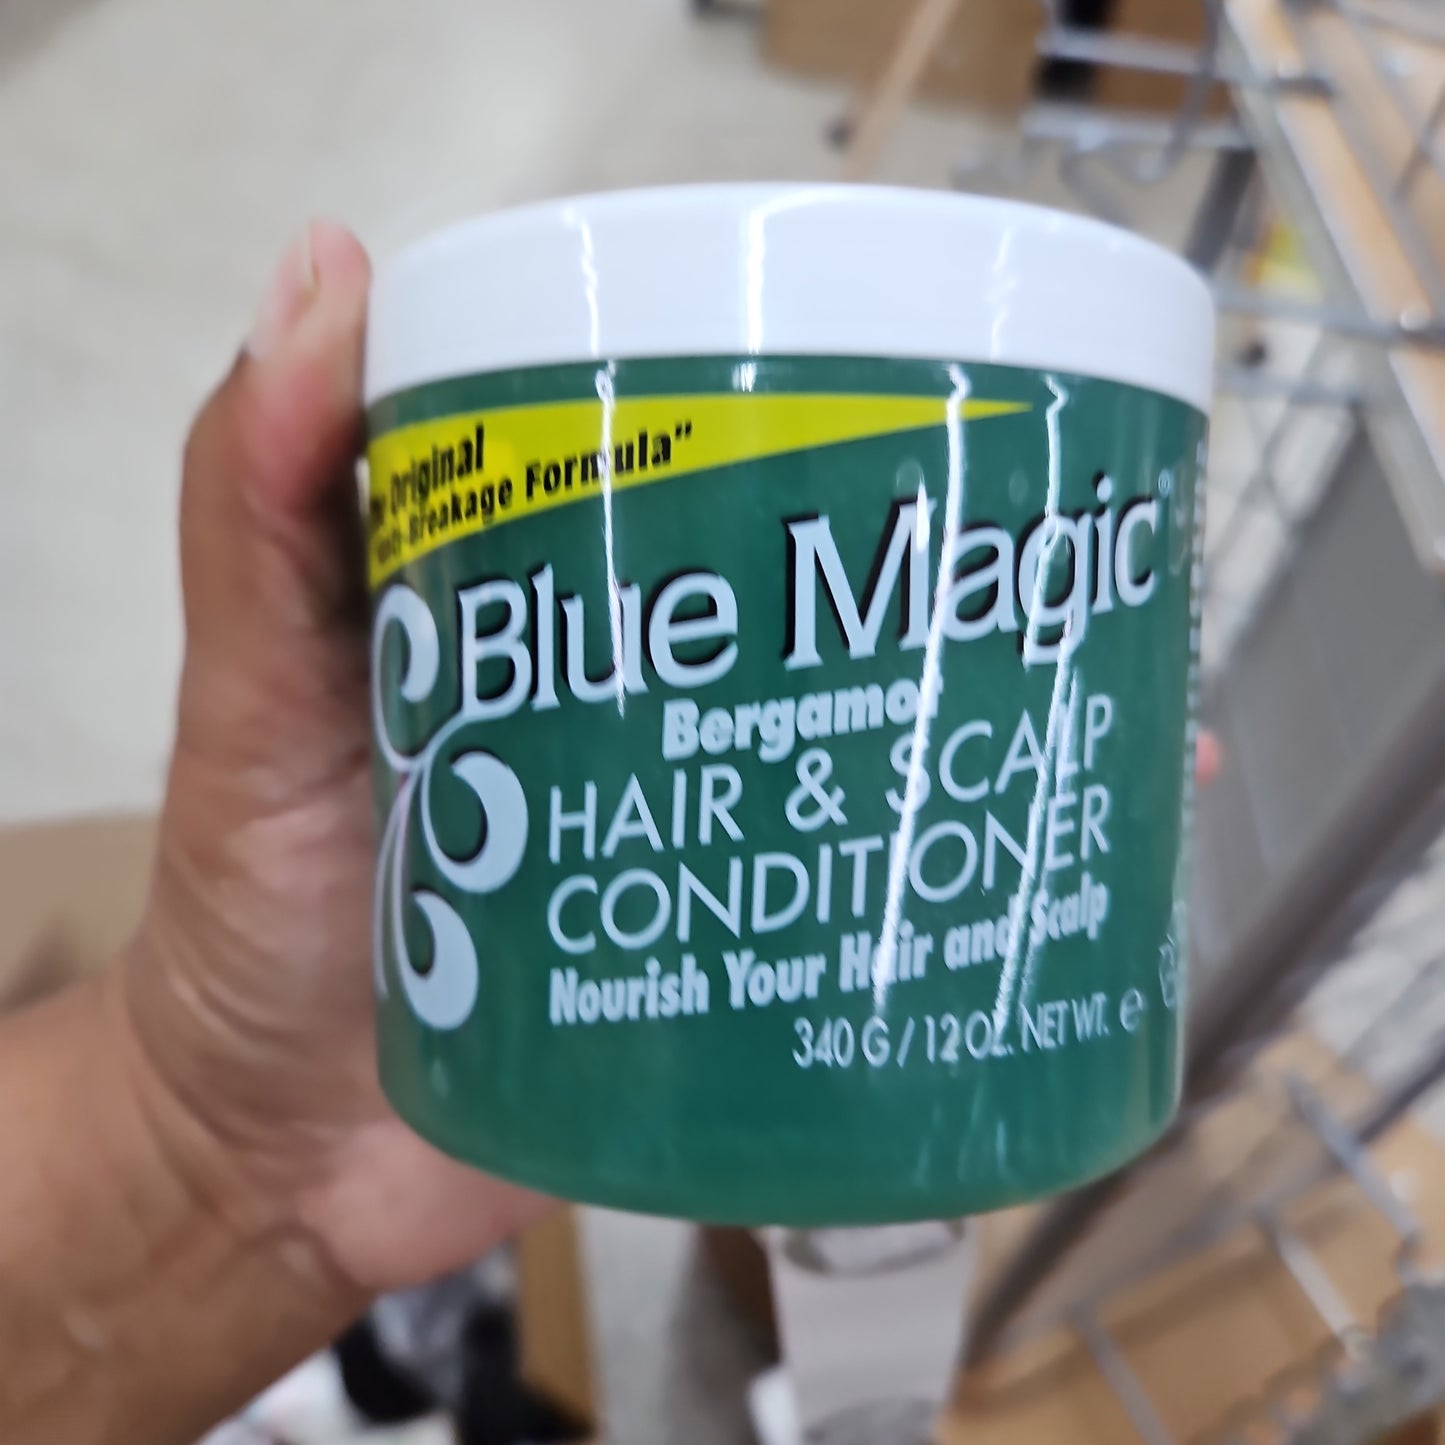 Original
Breakage Formula"
Blue Magic®
Bergamot
HAIR & SCALP
CONDITIONER
Nourish Your Hair and Scalp
340 G / 12 OZ. NET WT. e